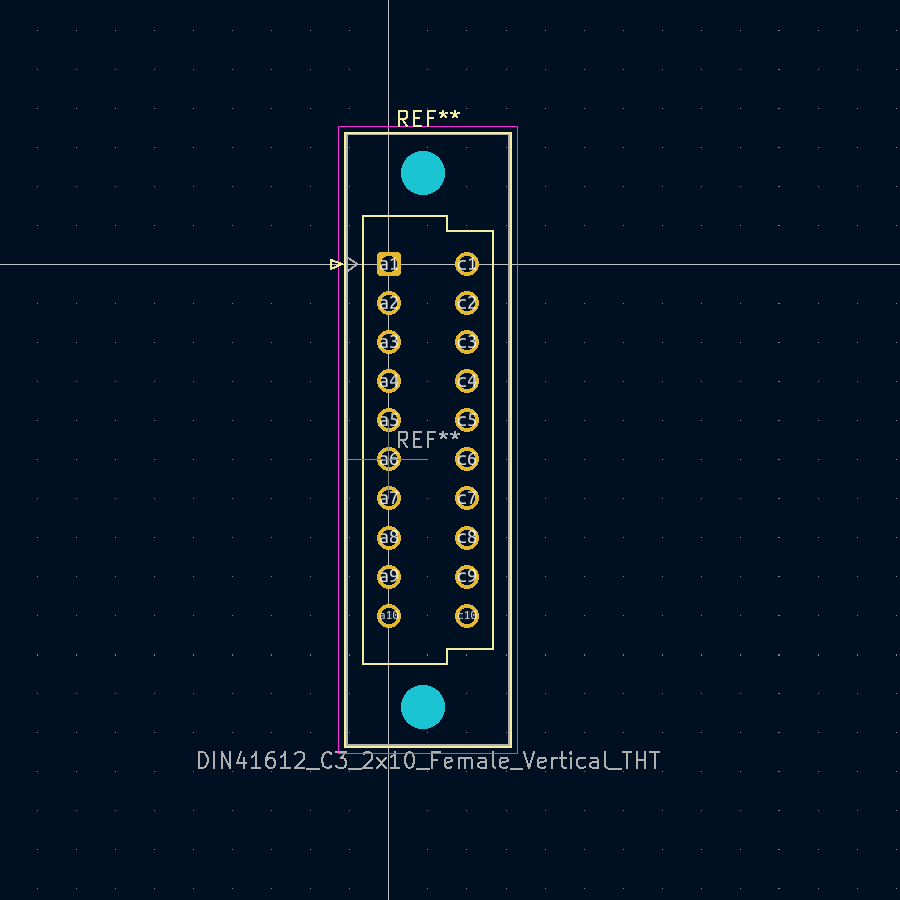 REF**
a1 c1
a2 c2
a3 c3
a4 c4
a5 c5
REF**
a6 c6
a7 c7
a8 c8
a9 c9
a10 c10
DIN41612_C3_2x10_Female_Vertical_THT